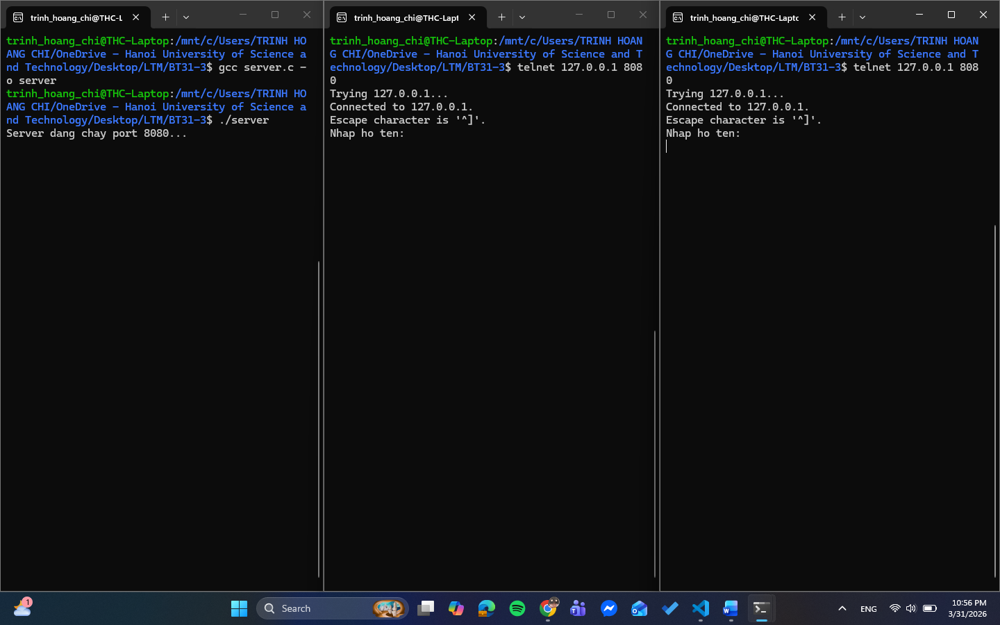 trinh_hoang_chi@THC-L
trinh_hoang_chi@THC-Lapt
trinh_hoang_chi@THC-Laptc
trinh_hoang_chi@THC-Laptop:/mnt/c/Users/TRINH HO
ANG CHI/OneDrive - Hanoi University of Science a
nd Technology/Desktop/LTM/BT31-3$ gcc server.c -
o server
trinh_hoang_chi@THC-Laptop:/mnt/c/Users/TRINH HO
ANG CHI/OneDrive - Hanoi University of Science a
nd Technology/Desktop/LTM/BT31-3$ ./server
Server dang chay port 8080...
trinh_hoang_chi@THC-Laptop:/mnt/c/Users/TRINH HOAN
G CHI/OneDrive - Hanoi University of Science and T
echnology/Desktop/LTM/BT31-3$ telnet 127.0.0.1 808
0
Trying 127.0.0.1...
Connected to 127.0.0.1.
Escape character is '^]'.
Nhap ho ten:
trinh_hoang_chi@THC-Laptop:/mnt/c/Users/TRINH HOAN
G CHI/OneDrive - Hanoi University of Science and T
echnology/Desktop/LTM/BT31-3$ telnet 127.0.0.1 808
0
Trying 127.0.0.1...
Connected to 127.0.0.1.
Escape character is '^]'.
Nhap ho ten:
1
Search
ENG
10:56 PM
3/31/2026